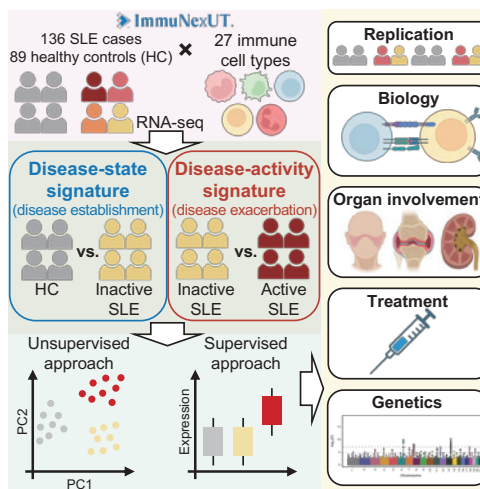 ImmuNexUT.
136 SLE cases
89 healthy controls (HC)
×
27 immune
cell types
RNA-seq
Disease-state
signature
(disease establishment)
vs.
HC
Inactive
SLE
Disease-activity
signature
(disease exacerbation)
vs.
Inactive
SLE
Active
SLE
Unsupervised
approach
PC2
PC1
Supervised
approach
Expression
Replication
Biology
Organ involvement
Treatment
Genetics